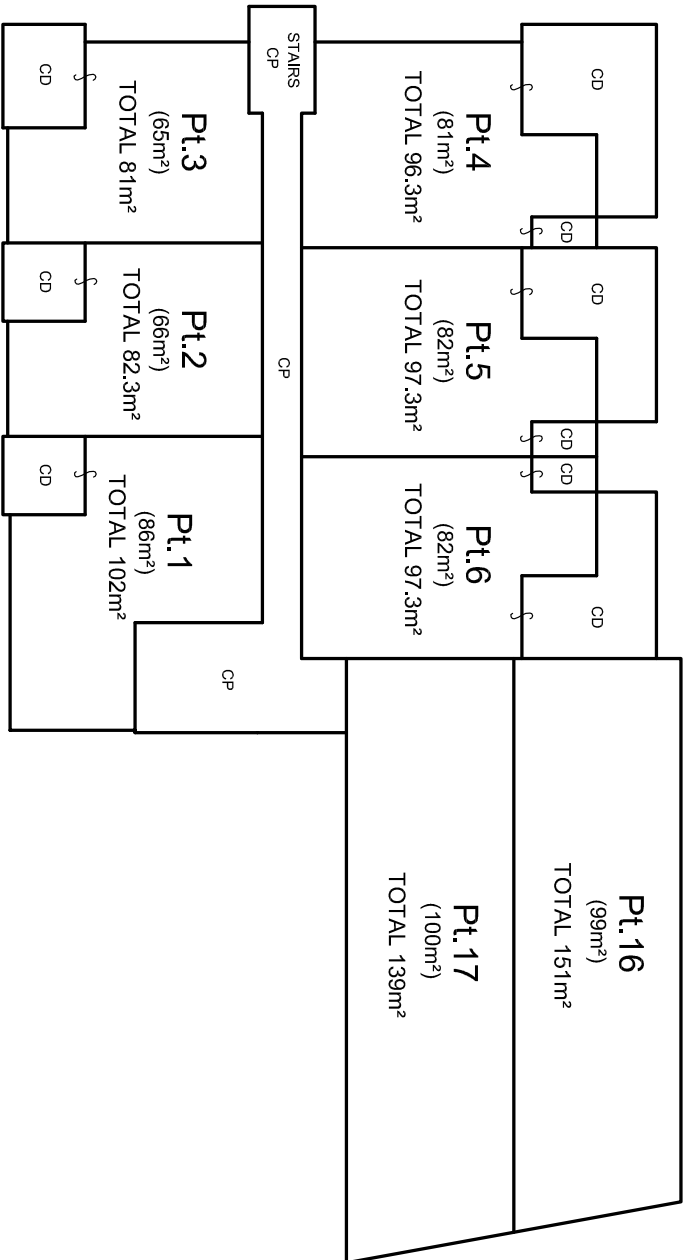 CD
CD
CD
STAIRS
CP
Pt.3
(65m²)
TOTAL 81m²
Pt.4
(81m²)
TOTAL 96.3m²
CD
CD
CD
Pt.2
(66m²)
TOTAL 82.3m²
CP
Pt.5
(82m²)
TOTAL 97.3m²
CD
CD
CD
Pt.1
(86m²)
TOTAL 102m²
Pt.6
(82m²)
TOTAL 97.3m²
CD
CP
Pt.16
(99m²)
TOTAL 151m²
Pt.17
(100m²)
TOTAL 139m²